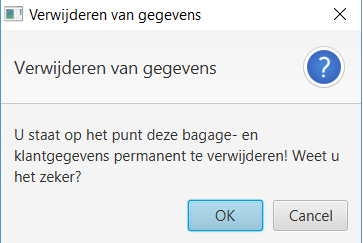 Verwijderen van gegevens
Verwijderen van gegevens
?
U staat op het punt deze bagage- en
klantgegevens permanent te verwijderen! Weet u
het zeker?
OK
Cancel